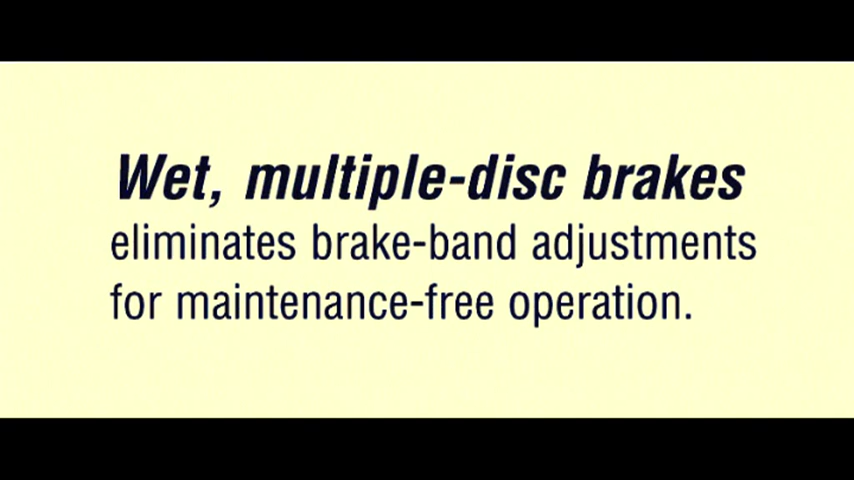 Wet, multiple-disc brakes
eliminates brake-band adjustments
for maintenance-free operation.